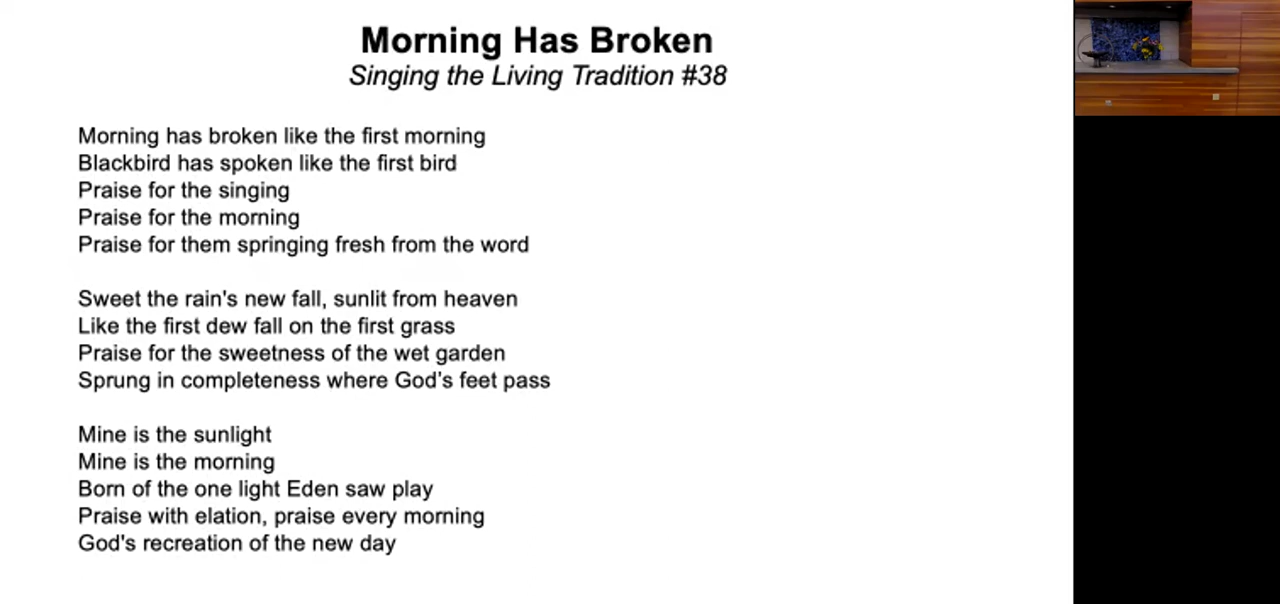 Morning Has Broken
Singing the Living Tradition #38
Morning has broken like the first morning
Blackbird has spoken like the first bird
Praise for the singing
Praise for the morning
Praise for them springing fresh from the word
Sweet the rain's new fall, sunlit from heaven
Like the first dew fall on the first grass
Praise for the sweetness of the wet garden
Sprung in completeness where God's feet pass
Mine is the sunlight
Mine is the morning
Born of the one light Eden saw play
Praise with elation, praise every morning
God's recreation of the new day